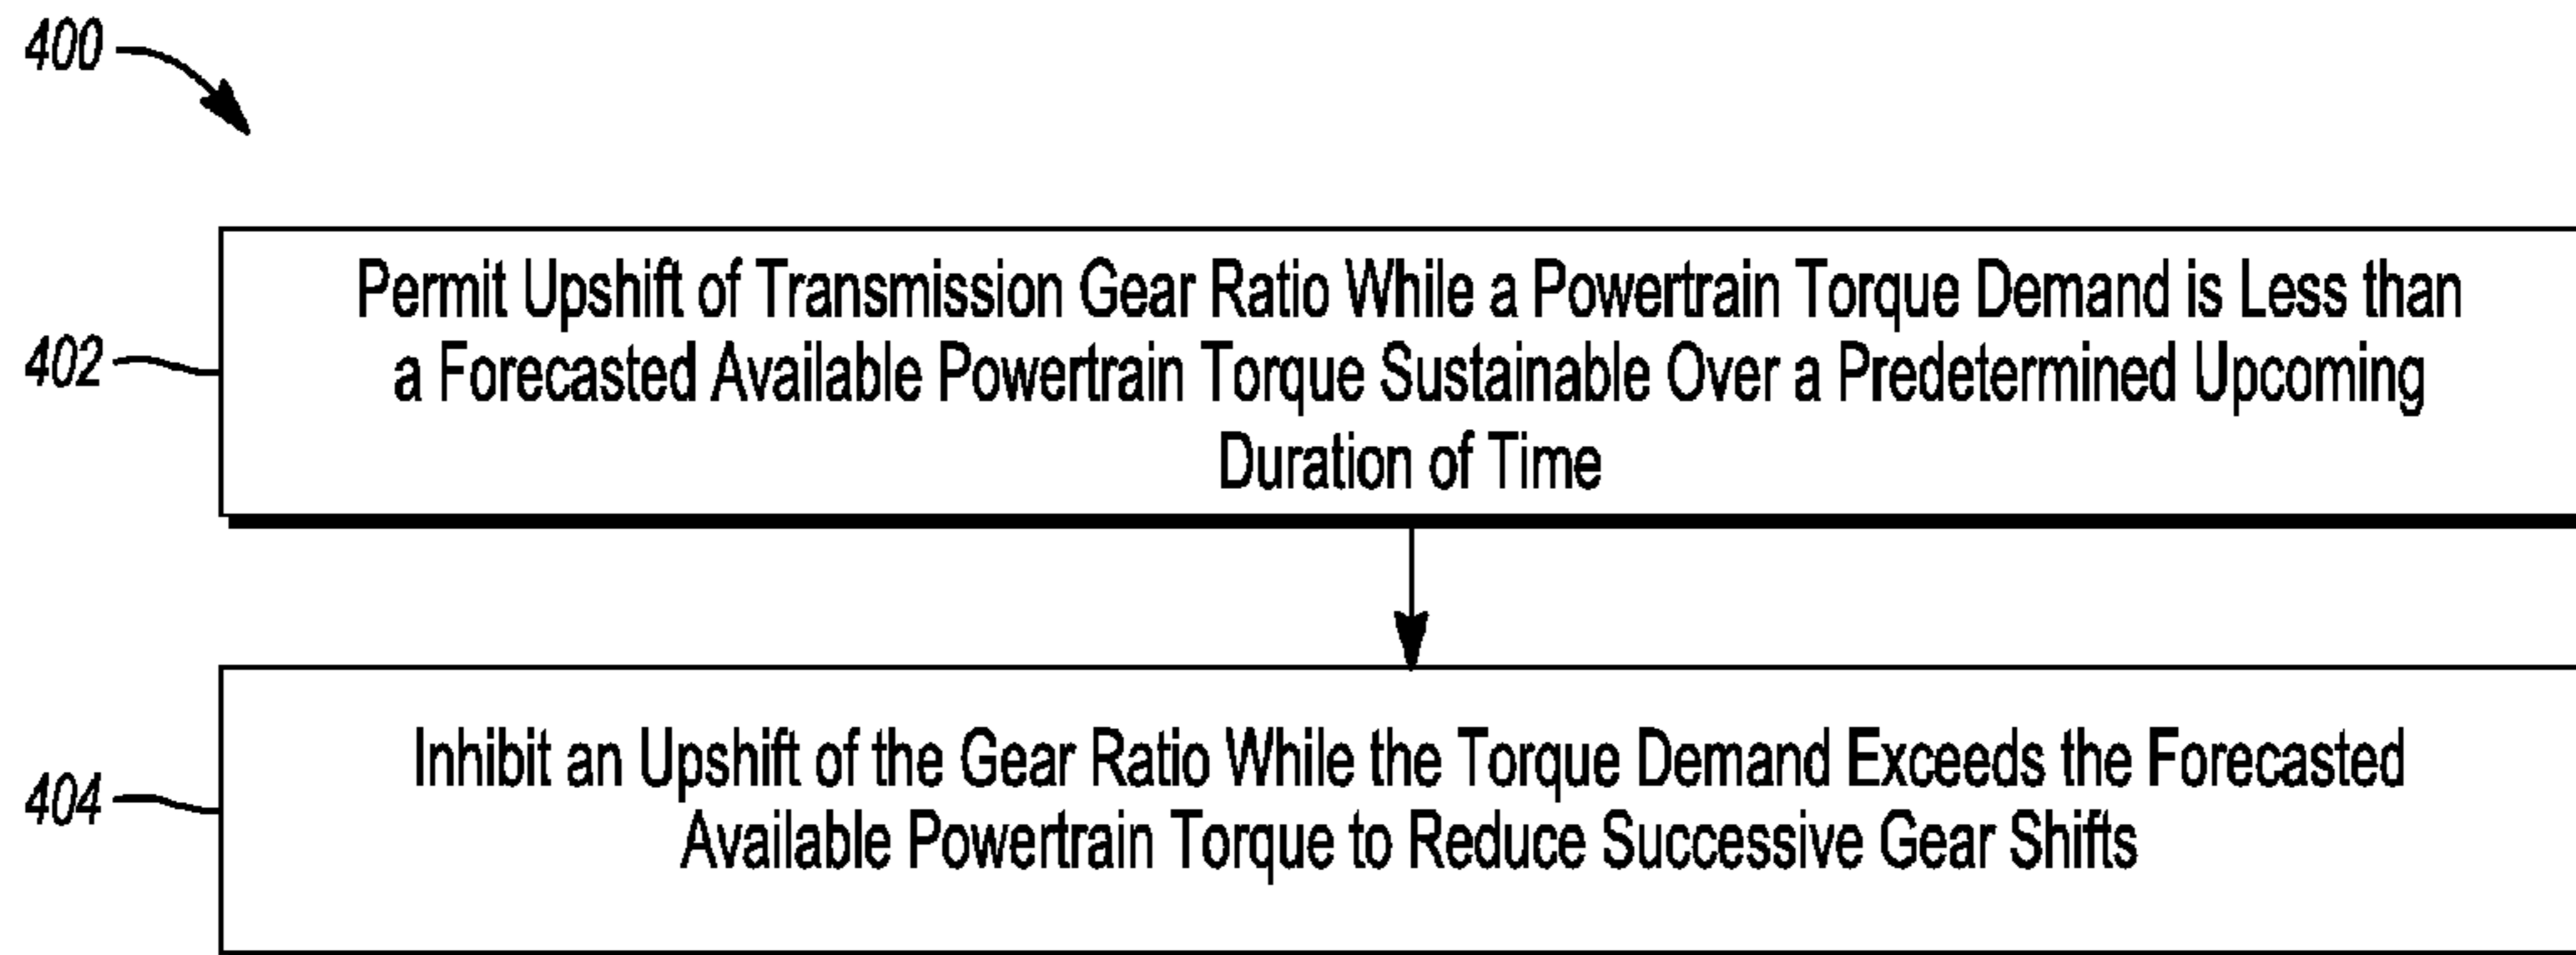 400
402
Permit Upshift of Transmission Gear Ratio While a Powertrain Torque Demand is Less than
a Forecasted Available Powertrain Torque Sustainable Over a Predetermined Upcoming
Duration of Time
404
Inhibit an Upshift of the Gear Ratio While the Torque Demand Exceeds the Forecasted
Available Powertrain Torque to Reduce Successive Gear Shifts